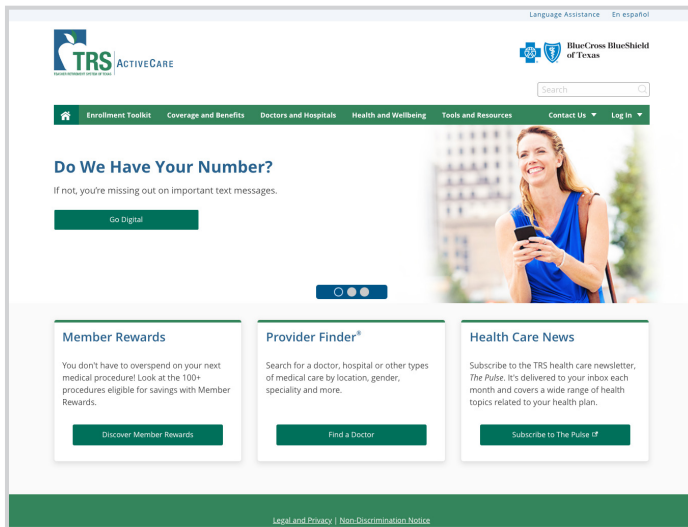 Language Assistance En español
TRS ACTIVECARE
TEACHER RETIREMENT SYSTEM OF TEXAS
BlueCross BlueShield
of Texas
Search
Enrollment Toolkit Coverage and Benefits Doctors and Hospitals Health and Wellbeing Tools and Resources Contact Us Log In
Do We Have Your Number?
If not, you're missing out on important text messages.
Go Digital
Member Rewards
You don't have to overspend on your next
medical procedure! Look at the 100+
procedures eligible for savings with Member
Rewards.
Discover Member Rewards
Provider Finder®
Search for a doctor, hospital or other types
of medical care by location, gender,
speciality and more.
Find a Doctor
Health Care News
Subscribe to the TRS health care newsletter,
The Pulse. It's delivered to your inbox each
month and covers a wide range of health
topics related to your health plan.
Subscribe to The Pulse
Legal and Privacy | Non-Discrimination Notice